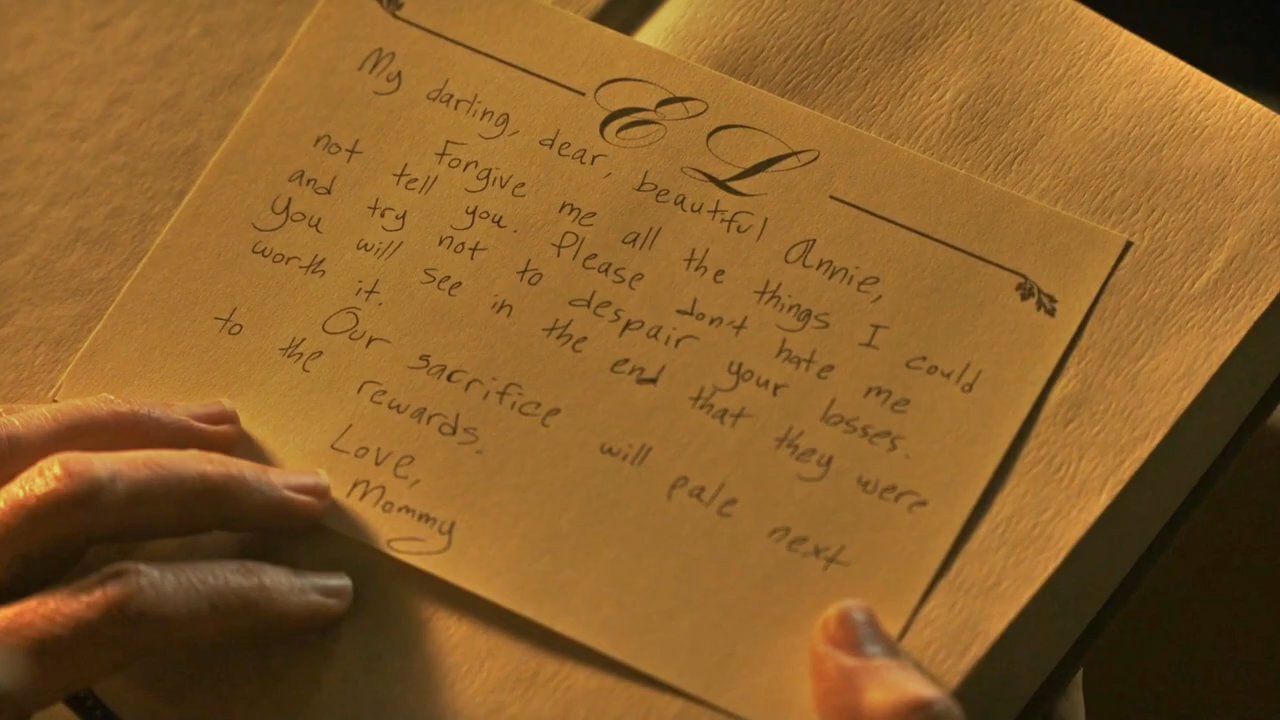 E L
My darling, dear, beautiful Annie,
Forgive me all the things I could
not tell you. Please don't hate me
and try not to despair your losses.
You will see in the end that they were
worth it.
Our sacrifice will pale next
to the rewards.
Love,
Mommy